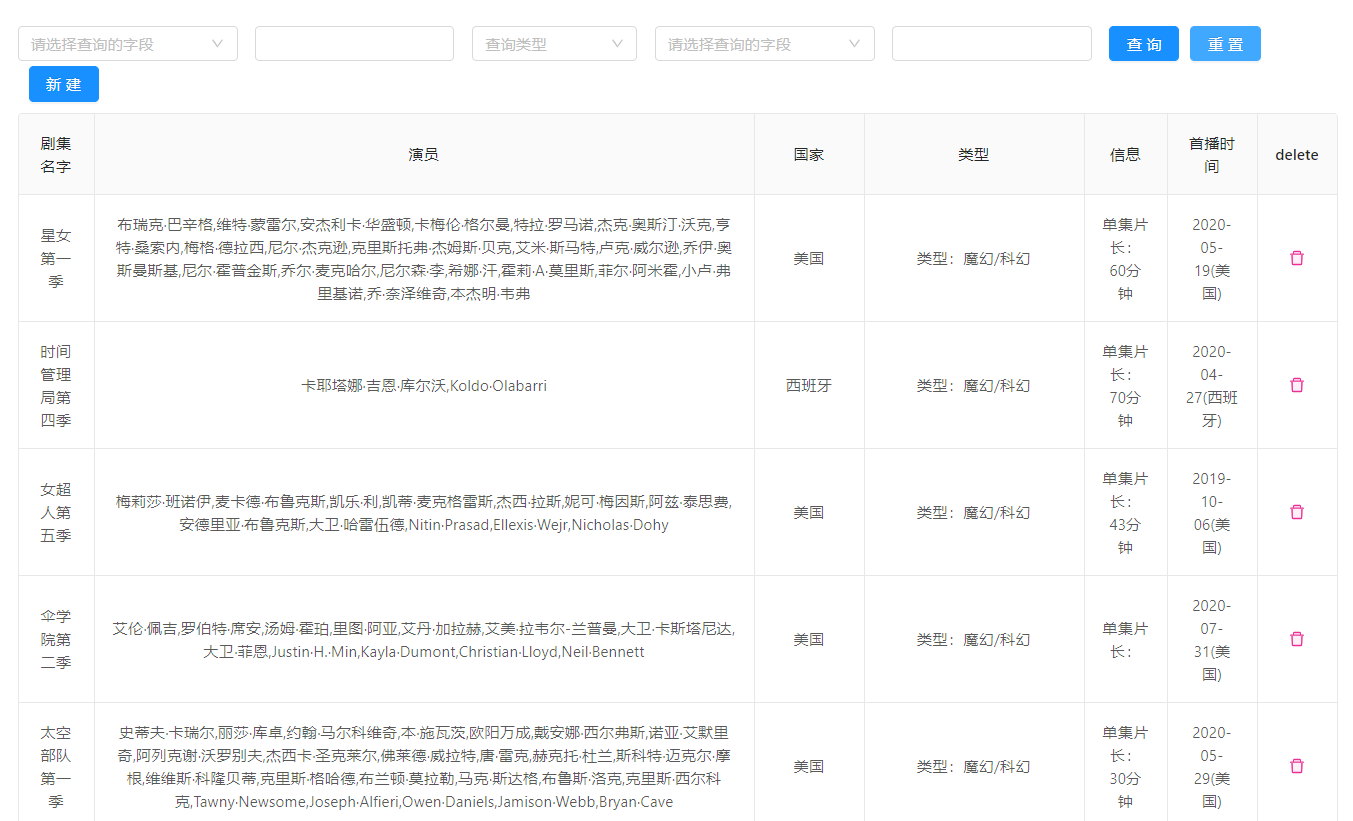 请选择查询的字段
查询类型
请选择查询的字段
查 询
重 置
新 建
剧集
名字
演员
国家
类型
信息
首播时
间
delete
星女
第一
季
布瑞克·巴辛格,维特·蒙雷尔,安杰利卡·华盛顿,卡梅伦·格尔曼,特拉·罗马诺,杰克·奥斯汀·沃克,亨
特·桑索内,梅格·德拉西,尼尔·杰克逊,克里斯托弗·杰姆斯·贝克,艾米·斯马特,卢克·威尔逊,乔伊·奥
斯曼斯基,尼尔·霍普金斯,乔尔·麦克哈尔,尼尔森·李,希娜·汗,霍莉·A·莫里斯,菲尔·阿米霍,小卢·弗
里基诺,乔·奈泽维奇,本杰明·韦弗
美国
类型：魔幻/科幻
单集片
长：
60分
钟
2020-
05-
19(美
国)
时间
管理
局第
四季
卡耶塔娜·吉恩·库尔沃,Koldo·Olabarri
西班牙
类型：魔幻/科幻
单集片
长：
70分
钟
2020-
04-
27(西班
牙)
女超
人第
五季
梅莉莎·班诺伊,麦卡德·布鲁克斯,凯乐·利,凯蒂·麦克格雷斯,杰西·拉斯,妮可·梅因斯,阿兹·泰思费,
安德里亚·布鲁克斯,大卫·哈雷伍德,Nitin·Prasad,Ellexis·Wejr,Nicholas·Dohy
美国
类型：魔幻/科幻
单集片
长：
43分
钟
2019-
10-
06(美
国)
伞学
院第
二季
艾伦·佩吉,罗伯特·席安,汤姆·霍珀,里图·阿亚,艾丹·加拉赫,艾美·拉韦尔-兰普曼,大卫·卡斯塔尼达,
大卫·菲恩,Justin·H.·Min,Kayla·Dumont,Christian·Lloyd,Neil·Bennett
美国
类型：魔幻/科幻
单集片
长：
2020-
07-
31(美
国)
太空
部队
第一
季
史蒂夫·卡瑞尔,丽莎·库卓,约翰·马尔科维奇,本·施瓦茨,欧阳万成,戴安娜·西尔弗斯,诺亚·艾默里
奇,阿列克谢·沃罗别夫,杰西卡·圣克莱尔,佛莱德·威拉特,唐·雷克,赫克托·杜兰,斯科特·迈克尔·摩
根,维维斯·科隆贝蒂,克里斯·格哈德,布兰顿·莫拉勒,马克·斯达格,布鲁斯·洛克,克里斯·西尔科
克,Tawny·Newsome,Joseph·Alfieri,Owen·Daniels,Jamison·Webb,Bryan·Cave
美国
类型：魔幻/科幻
单集片
长：
30分
钟
2020-
05-
29(美
国)